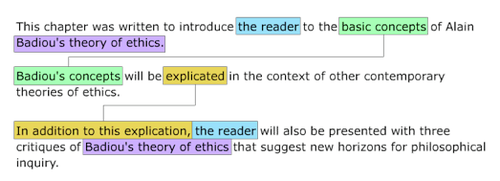 This chapter was written to introduce the reader to the basic concepts of Alain
Badiou's theory of ethics.
Badiou's concepts will be explicated in the context of other contemporary
theories of ethics.
In addition to this explication, the reader will also be presented with three
critiques of Badiou's theory of ethics that suggest new horizons for philosophical
inquiry.